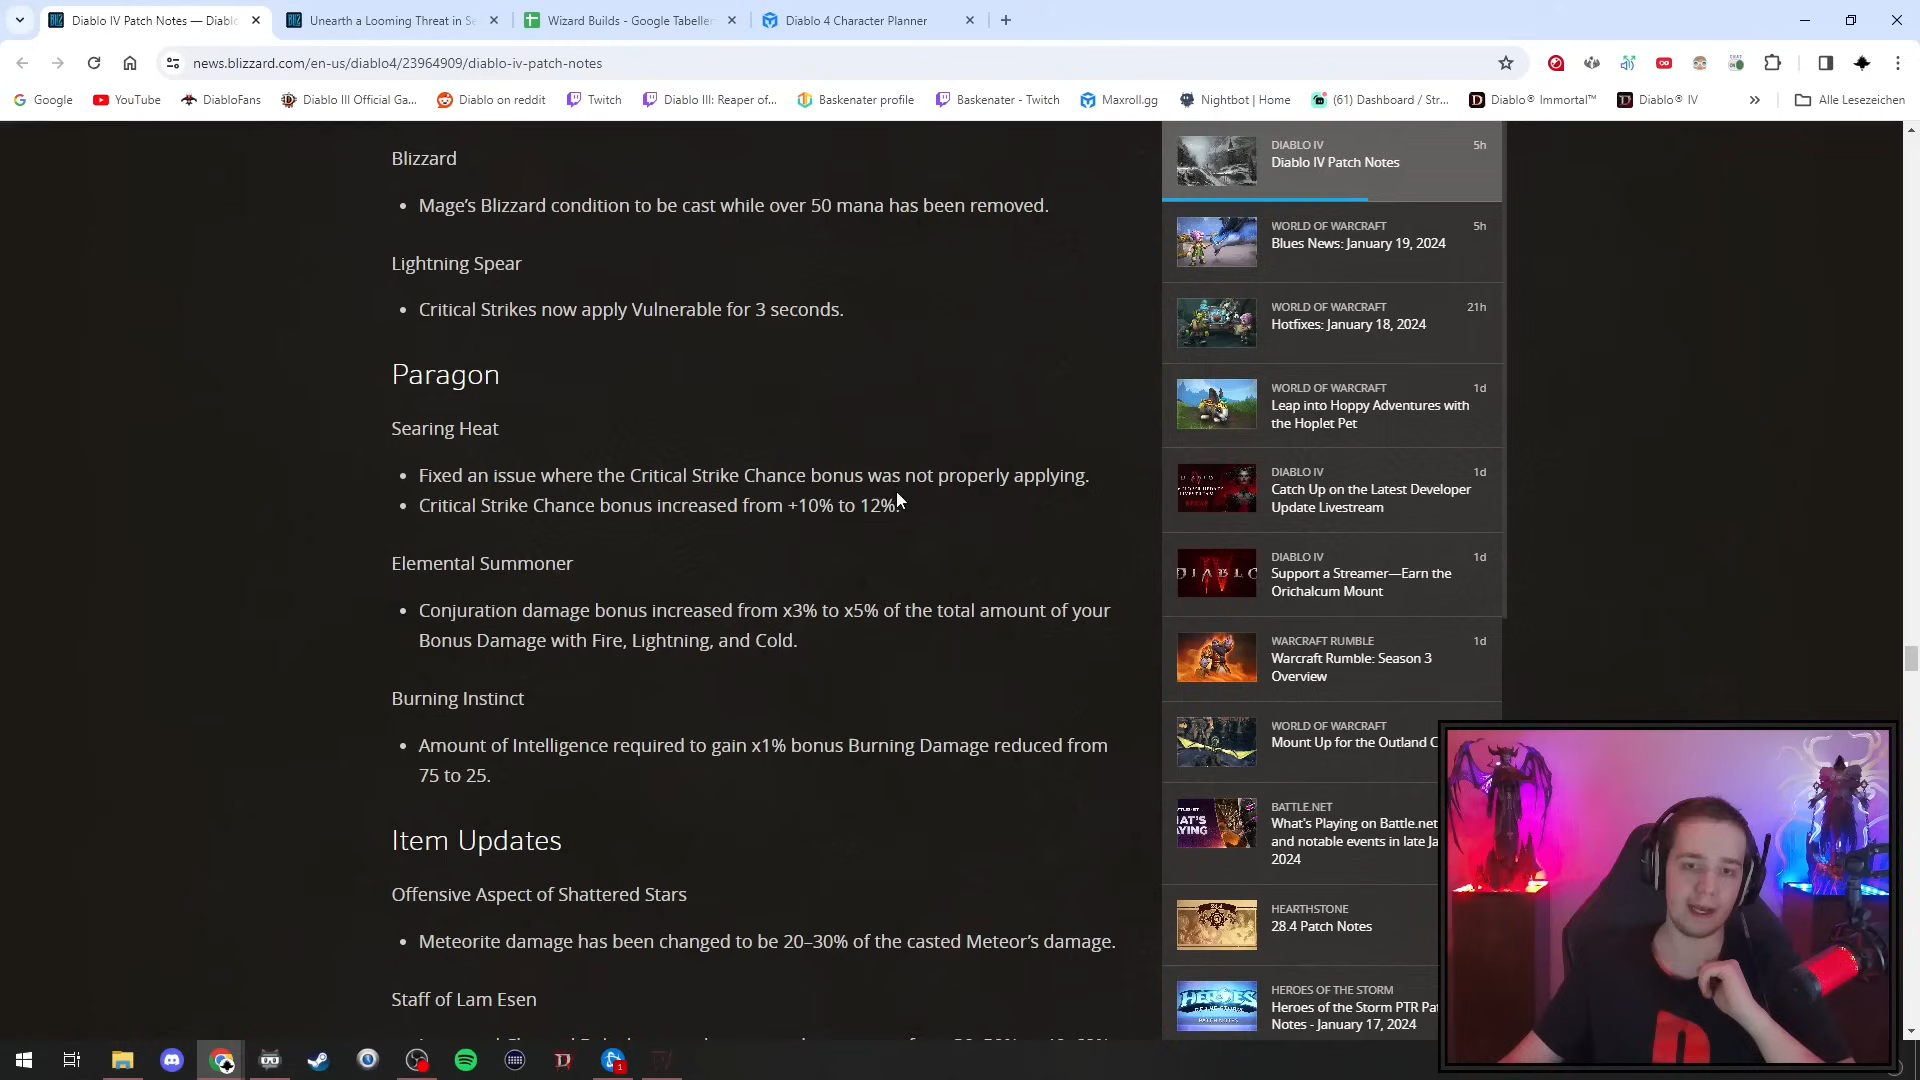 Diablo IV Patch Notes — Diablo
Unearth a Looming Threat in Se
Wizard Builds - Google Tabellen
Diablo 4 Character Planner
news.blizzard.com/en-us/diablo4/23964909/diablo-iv-patch-notes
Google
YouTube
DiabloFans
Diablo III Official Ga...
Diablo on reddit
Twitch
Diablo III: Reaper of...
Baskenater profile
Baskenater - Twitch
Maxroll.gg
Nightbot | Home
(61) Dashboard / Str...
Diablo® Immortal™
Diablo® IV
Alle Lesezeichen
Blizzard
• Mage’s Blizzard condition to be cast while over 50 mana has been removed.
Lightning Spear
• Critical Strikes now apply Vulnerable for 3 seconds.
Paragon
Searing Heat
• Fixed an issue where the Critical Strike Chance bonus was not properly applying.
• Critical Strike Chance bonus increased from +10% to 12%.
Elemental Summoner
• Conjuration damage bonus increased from x3% to x5% of the total amount of your
Bonus Damage with Fire, Lightning, and Cold.
Burning Instinct
• Amount of Intelligence required to gain x1% bonus Burning Damage reduced from
75 to 25.
Item Updates
Offensive Aspect of Shattered Stars
• Meteorite damage has been changed to be 20–30% of the casted Meteor’s damage.
Staff of Lam Esen
DIABLO IV 5h
Diablo IV Patch Notes
WORLD OF WARCRAFT 5h
Blues News: January 19, 2024
WORLD OF WARCRAFT 21h
Hotfixes: January 18, 2024
WORLD OF WARCRAFT 1d
Leap into Hoppy Adventures with
the Hoplet Pet
DIABLO IV 1d
Catch Up on the Latest Developer
Update Livestream
DIABLO IV 1d
Support a Streamer—Earn the
Orichalcum Mount
WARCRAFT RUMBLE 1d
Warcraft Rumble: Season 3
Overview
WORLD OF WARCRAFT
Mount Up for the Outland C
BATTLE.NET
What's Playing on Battle.net
and notable events in late Ja
2024
HEARTHSTONE
28.4 Patch Notes
HEROES OF THE STORM
Heroes of the Storm PTR Pat
Notes - January 17, 2024